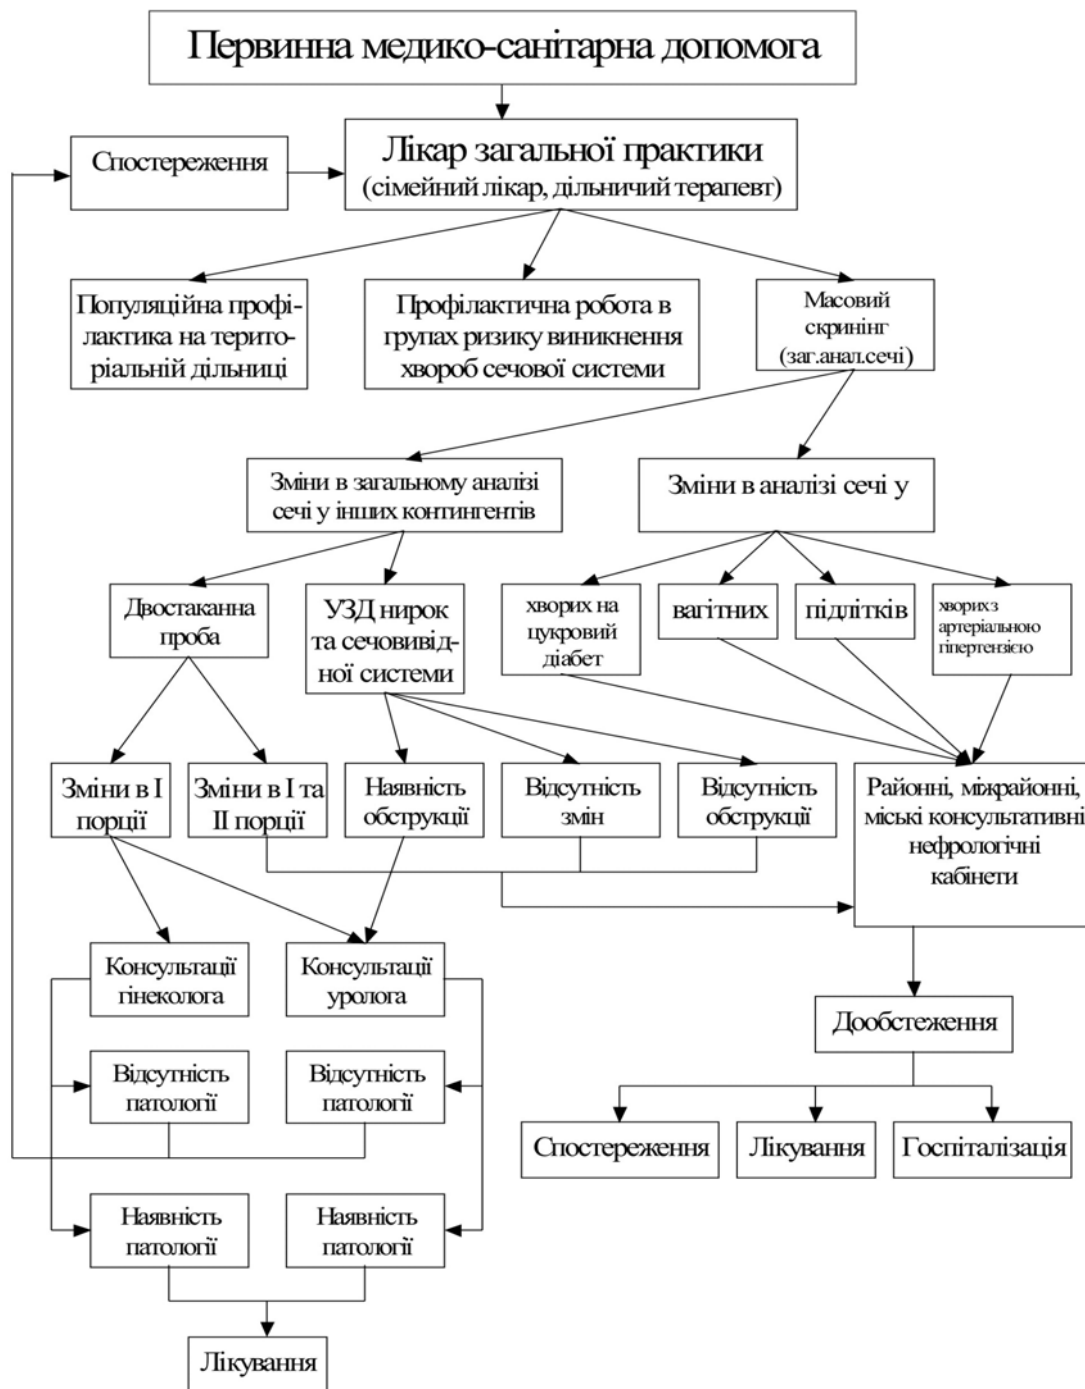 Первинна медико-санітарна допомога
Спостереження
Лікар загальної практики
(сімейний лікар, дільничий терапевт)
Популяційна профі-
лактика на терито-
ріальній дільниці
Профілактична робота в
групах ризику виникнення
хвороб сечової системи
Масовий
скринінг
(заг.анал.сечі)
Зміни в загальному аналізі
сечі у інших контингентів
Зміни в аналізі сечі у
Двостаканна
проба
УЗД нирок
та сечовивід-
ної системи
хворих на
цукровий
діабет
вагітних
підлітків
хворих з
артеріальною
гіпертензією
Зміни в І
порції
Зміни в І та
ІІ порції
Наявність
обструкції
Відсутність
змін
Відсутність
обструкції
Районні, міжрайонні,
міські консультативні
нефрологічні
кабінети
Консультації
гінеколога
Консультації
уролога
Дообстеження
Відсутність
патології
Відсутність
патології
Спостереження
Лікування
Госпіталізація
Наявність
патології
Наявність
патології
Лікування